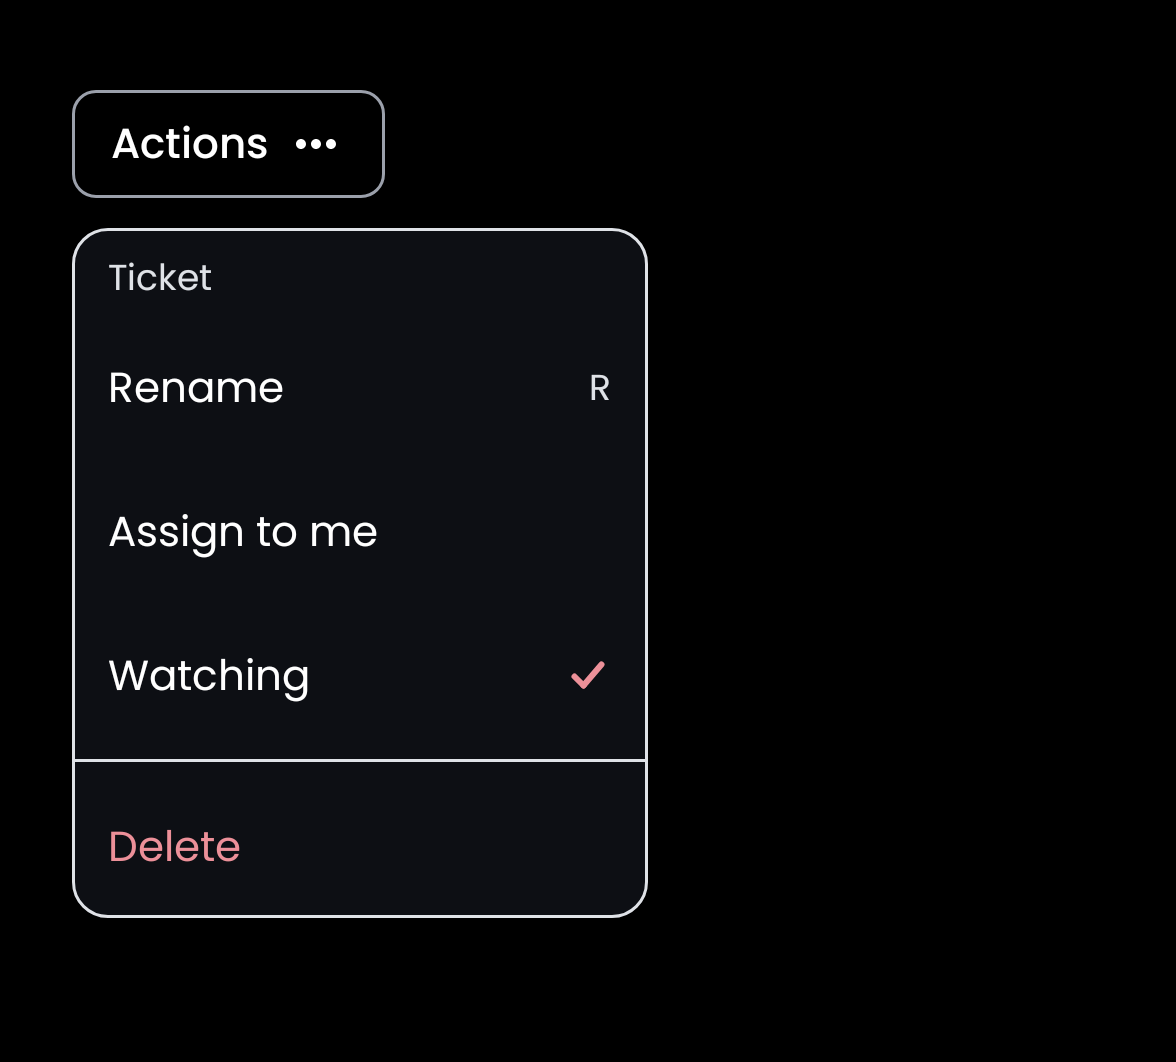 Actions
Ticket
Rename R
Assign to me
Watching
Delete